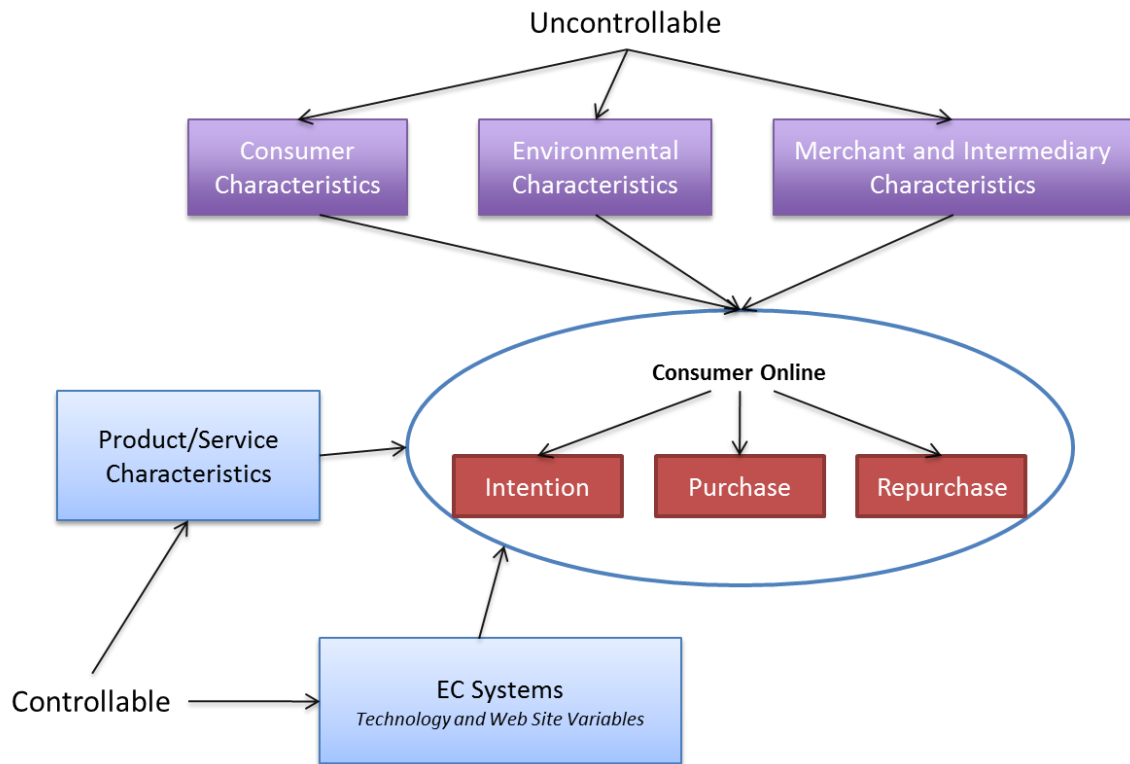 Uncontrollable
Consumer
Characteristics
Environmental
Characteristics
Merchant and Intermediary
Characteristics
Consumer Online
Intention
Purchase
Repurchase
Product/Service
Characteristics
Controllable
EC Systems
Technology and Web Site Variables